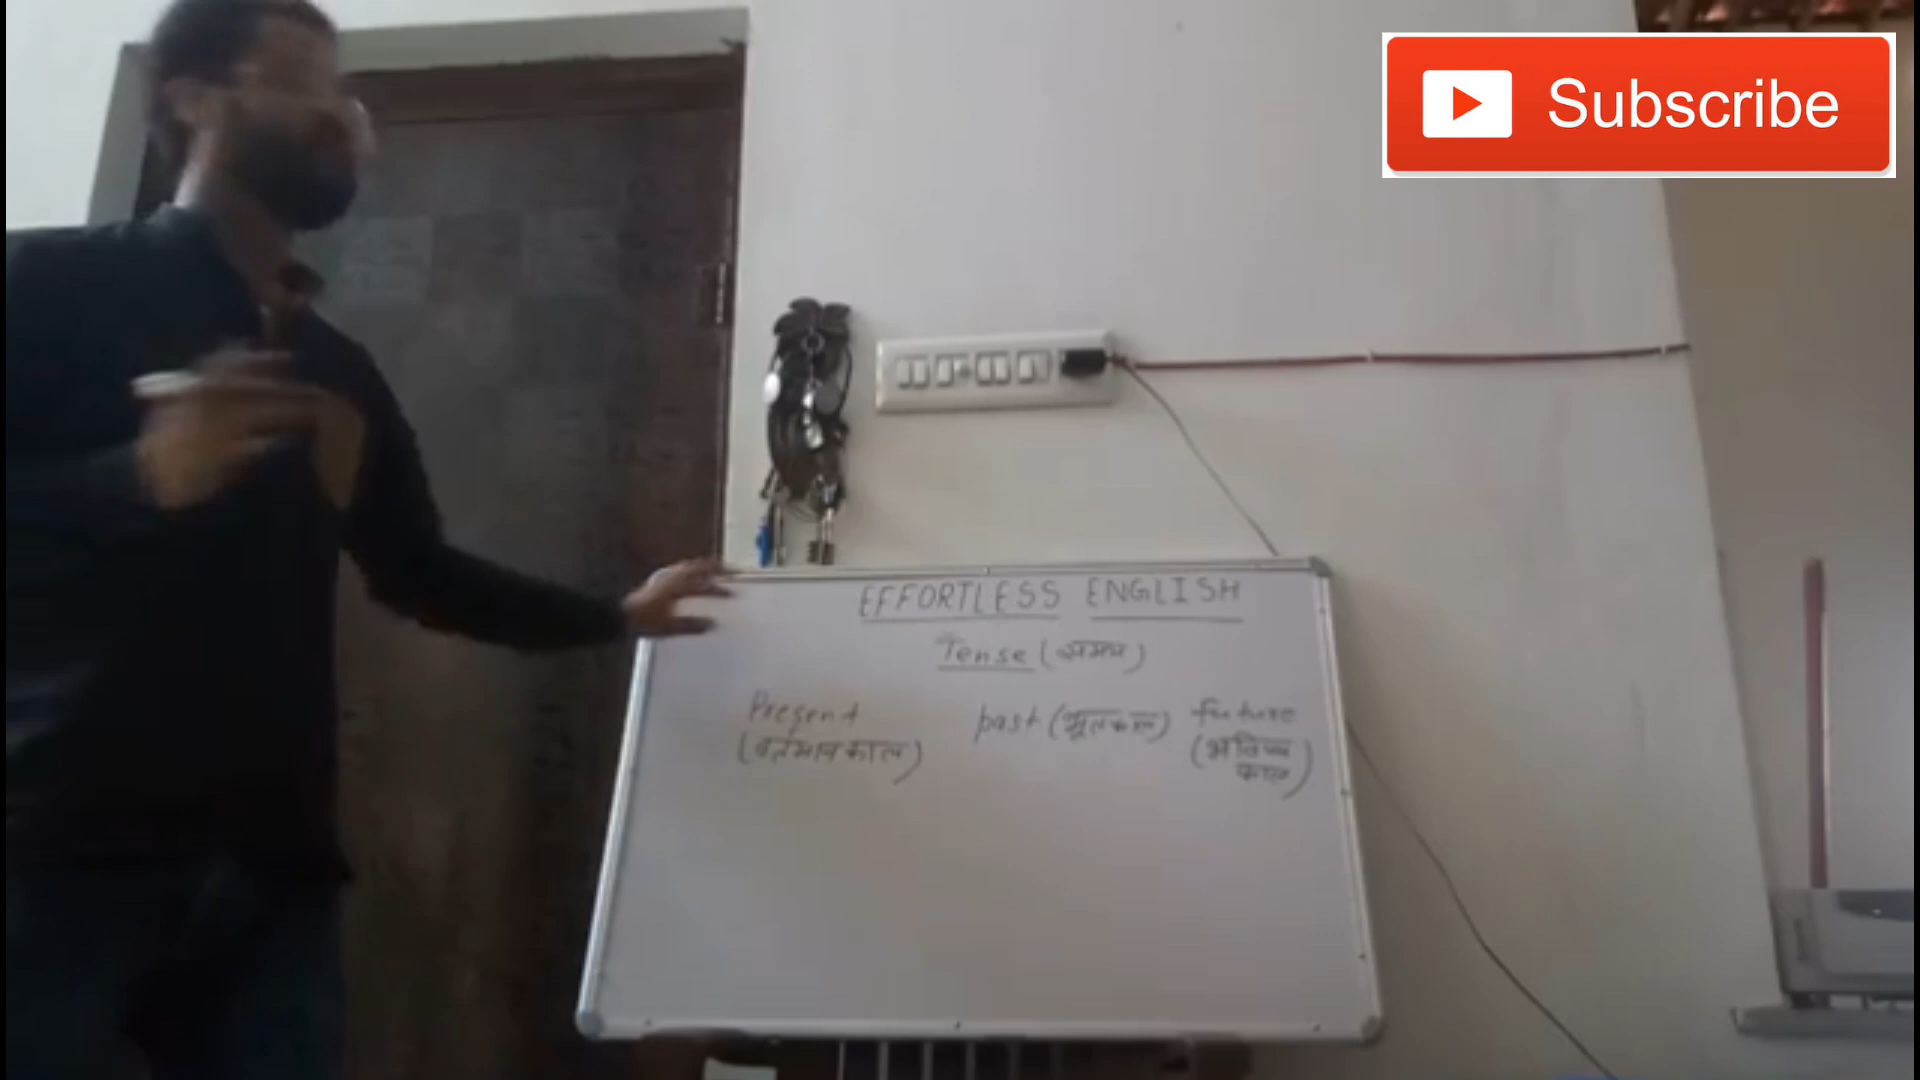 Subscribe
EFFORTLESS ENGLISH
Tense (समय)
Present past (भूतकाल) future
(वर्तमान काल) (भविष्य
काल)